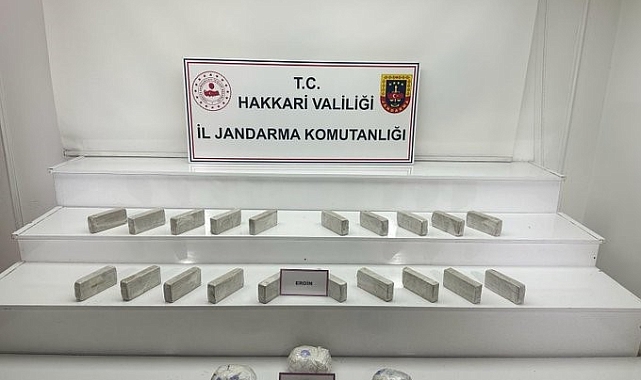 T.C.
HAKKARİ VALİLİĞİ
İL JANDARMA KOMUTANLIĞI
EROİN